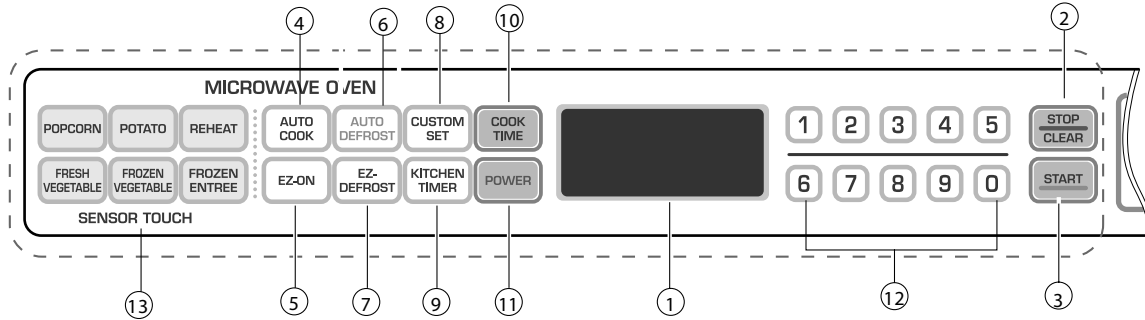 4 6 8 10 2
MICROWAVE OVEN
POPCORN POTATO REHEAT
AUTO COOK
AUTO DEFROST
CUSTOM SET
COOK TIME
1 2 3 4 5
STOP
CLEAR
FRESH VEGETABLE
FROZEN VEGETABLE
FROZEN ENTREE
EZ-ON
EZ-DEFROST
KITCHEN TIMER
POWER
6 7 8 9 0
START
SENSOR TOUCH
13 5 7 9 11 1 12 3